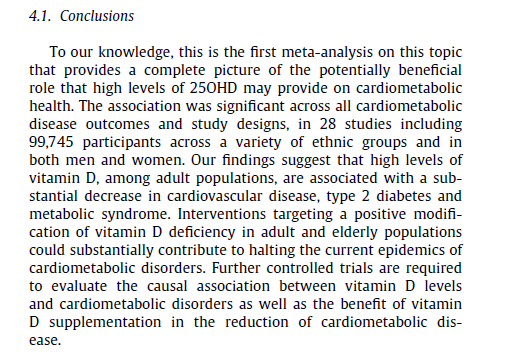 4.1. Conclusions
To our knowledge, this is the first meta-analysis on this topic
that provides a complete picture of the potentially beneficial
role that high levels of 25OHD may provide on cardiometabolic
health. The association was significant across all cardiometabolic
disease outcomes and study designs, in 28 studies including
99,745 participants across a variety of ethnic groups and in
both men and women. Our findings suggest that high levels of
vitamin D, among adult populations, are associated with a sub-
stantial decrease in cardiovascular disease, type 2 diabetes and
metabolic syndrome. Interventions targeting a positive modifi-
cation of vitamin D deficiency in adult and elderly populations
could substantially contribute to halting the current epidemics of
cardiometabolic disorders. Further controlled trials are required
to evaluate the causal association between vitamin D levels
and cardiometabolic disorders as well as the benefit of vitamin
D supplementation in the reduction of cardiometabolic dis-
ease.